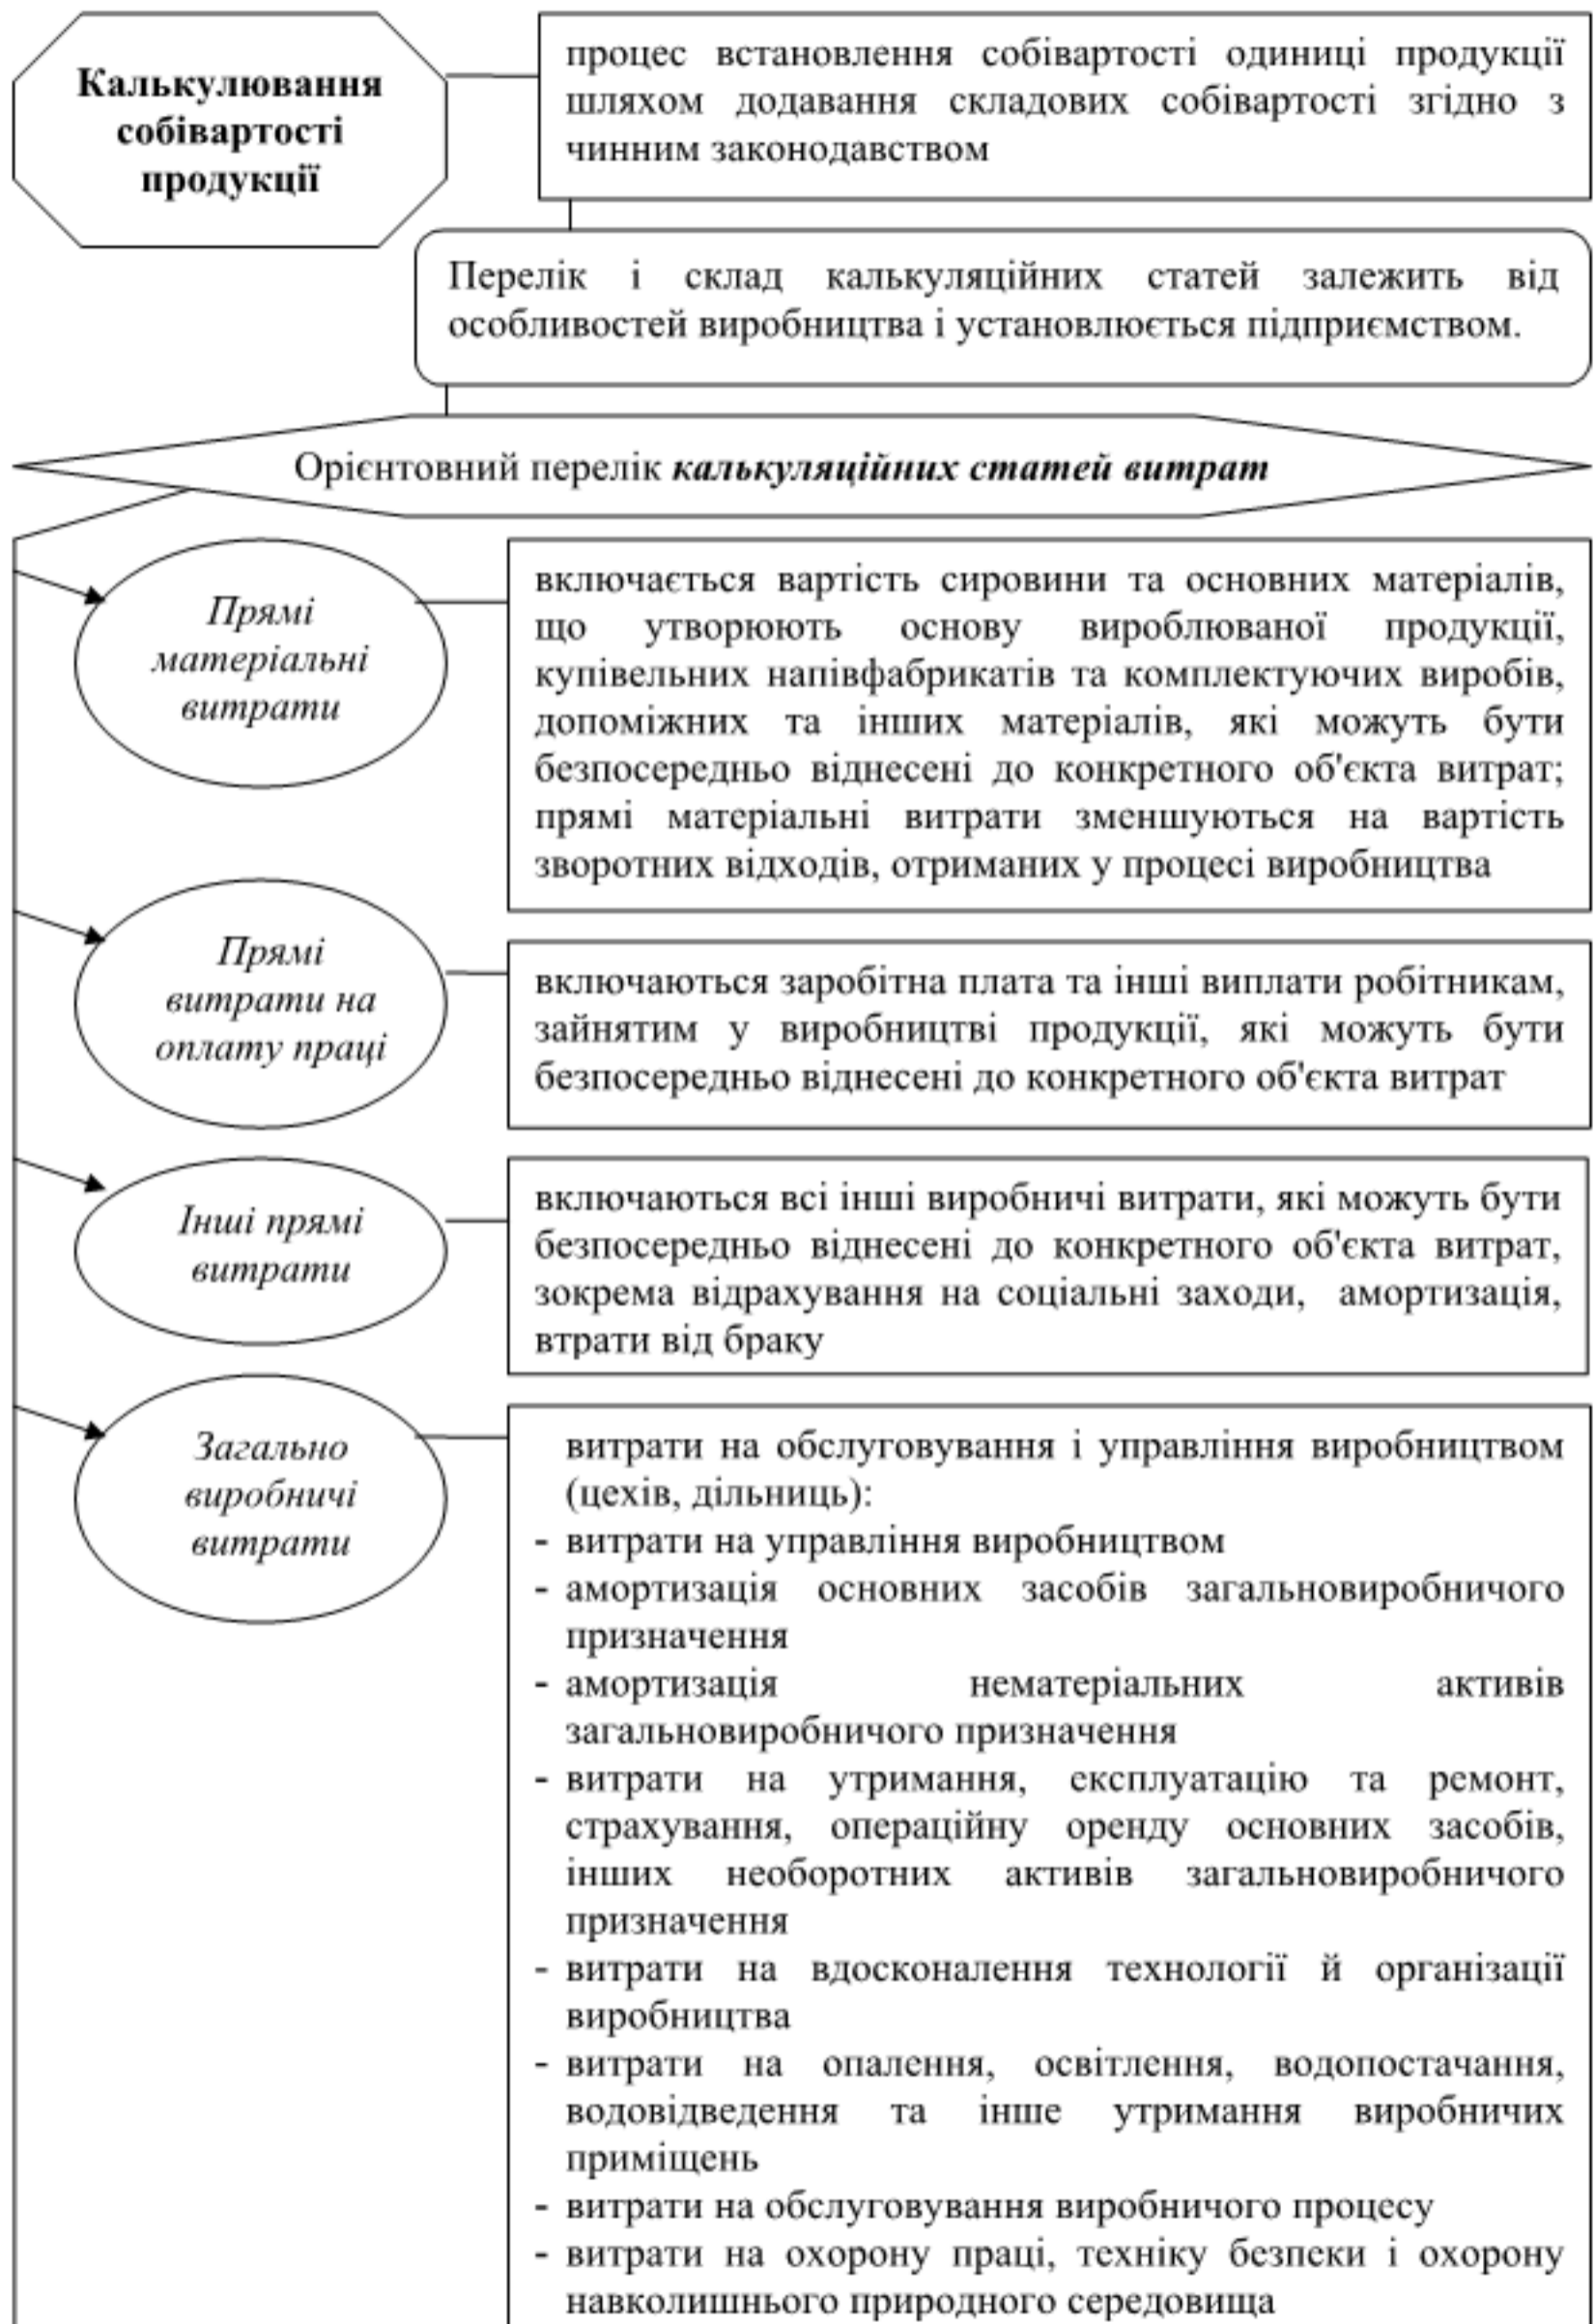 Калькулювання
собівартості
продукції
процес встановлення собівартості одиниці продукції
шляхом додавання складових собівартості згідно з
чинним законодавством
Перелік і склад калькуляційних статей залежить від
особливостей виробництва і установлюється підприємством.
Орієнтовний перелік калькуляційних статей витрат
Прямі
матеріальні
витрати
включається вартість сировини та основних матеріалів,
що утворюють основу вироблюваної продукції,
купівельних напівфабрикатів та комплектуючих виробів,
допоміжних та інших матеріалів, які можуть бути
безпосередньо віднесені до конкретного об'єкта витрат;
прямі матеріальні витрати зменшуються на вартість
зворотних відходів, отриманих у процесі виробництва
Прямі
витрати на
оплату праці
включаються заробітна плата та інші виплати робітникам,
зайнятим у виробництві продукції, які можуть бути
безпосередньо віднесені до конкретного об'єкта витрат
Інші прямі
витрати
включаються всі інші виробничі витрати, які можуть бути
безпосередньо віднесені до конкретного об'єкта витрат,
зокрема відрахування на соціальні заходи, амортизація,
втрати від браку
Загально
виробничі
витрати
витрати на обслуговування і управління виробництвом
(цехів, дільниць):
- витрати на управління виробництвом
- амортизація основних засобів загальновиробничого
призначення
- амортизація нематеріальних активів
загальновиробничого призначення
- витрати на утримання, експлуатацію та ремонт,
страхування, операційну оренду основних засобів,
інших необоротних активів загальновиробничого
призначення
- витрати на вдосконалення технології й організації
виробництва
- витрати на опалення, освітлення, водопостачання,
водовідведення та інше утримання виробничих
приміщень
- витрати на обслуговування виробничого процесу
- витрати на охорону праці, техніку безпеки і охорону
навколишнього природного середовища